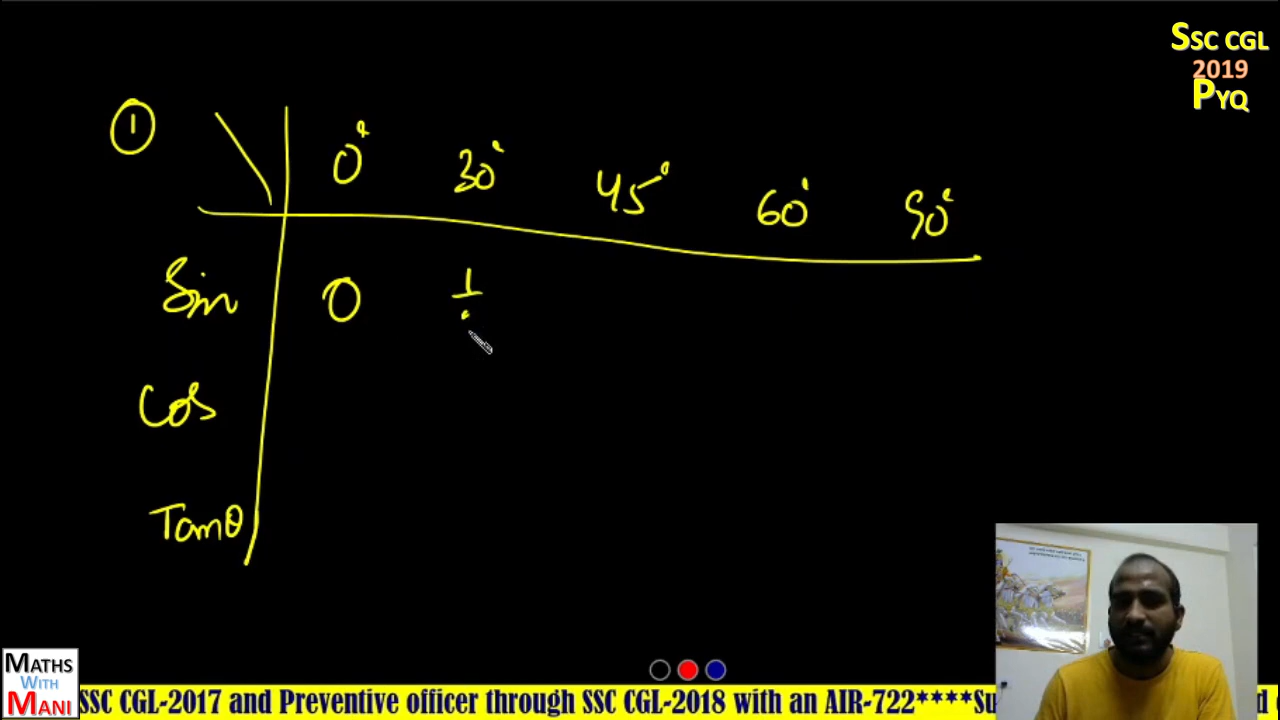 SSC CGL
2019
PYQ
1
0° 30° 45° 60° 90°
Sin 0 1
Cos
Tanθ
MATHS
WITH
MANI
SSC CGL-2017 and Preventive officer through SSC CGL-2018 with an AIR-722****Su
d